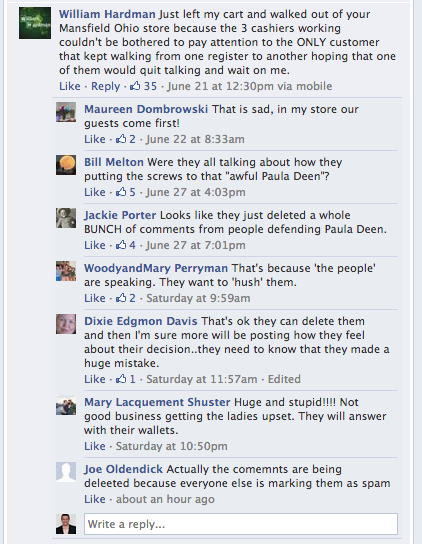 William Hardman Just left my cart and walked out of your
Mansfield Ohio store because the 3 cashiers working
couldn't be bothered to pay attention to the ONLY customer
that kept walking from one register to another hoping that one
of them would quit talking and wait on me.
Like · Reply · 35 · June 21 at 12:30pm via mobile
Maureen Dombrowski That is sad, in my store our
guests come first!
Like · 2 · June 22 at 8:33am
Bill Melton Were they all talking about how they
putting the screws to that "awful Paula Deen"?
Like · 5 · June 27 at 4:03pm
Jackie Porter Looks like they just deleted a whole
BUNCH of comments from people defending Paula Deen.
Like · 4 · June 27 at 7:01pm
WoodyandMary Perryman That's because 'the people'
are speaking. They want to 'hush' them.
Like · 2 · Saturday at 9:59am
Dixie Edgmon Davis That's ok they can delete them
and then I'm sure more will be posting how they feel
about their decision..they need to know that they made a
huge mistake.
Like · 1 · Saturday at 11:57am · Edited
Mary Lacquement Shuster Huge and stupid!!!! Not
good business getting the ladies upset. They will answer
with their wallets.
Like · Saturday at 10:50pm
Joe Oldendick Actually the comemnts are being
deleeted because everyone else is marking them as spam
Like · about an hour ago
Write a reply...